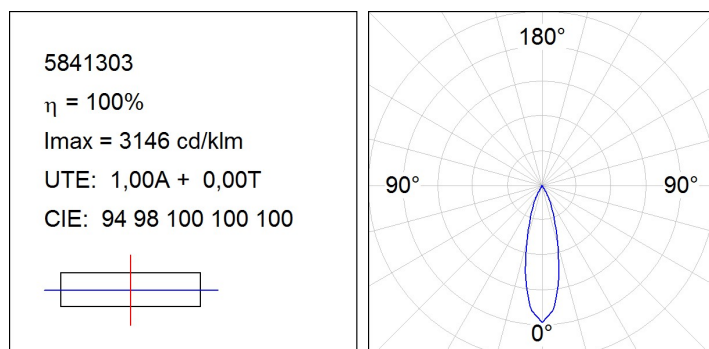 5841303
η = 100%
Imax = 3146 cd/klm
UTE:  1,00A +  0,00T
CIE:  94 98 100 100 100
180°
90° 90°
0°